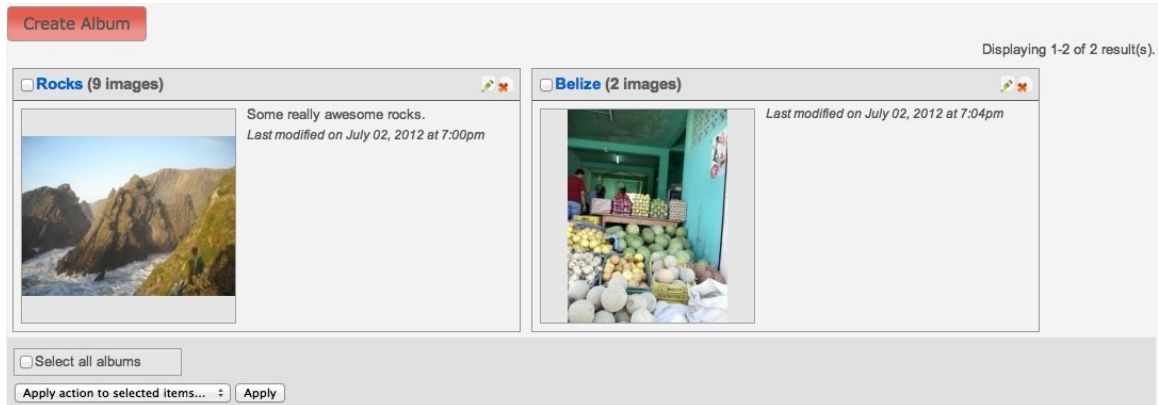 Create Album
Displaying 1-2 of 2 result(s).
Rocks (9 images)
Some really awesome rocks.
Last modified on July 02, 2012 at 7:00pm
Belize (2 images)
Last modified on July 02, 2012 at 7:04pm
Select all albums
Apply action to selected items... Apply